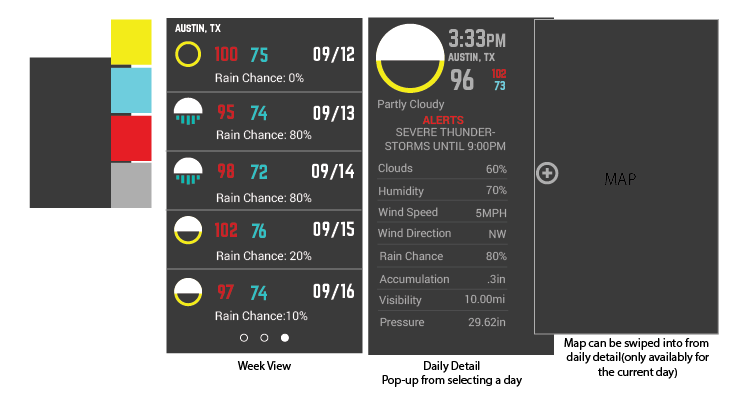 AUSTIN, TX
100 75 09/12
Rain Chance: 0%
95 74 09/13
Rain Chance: 80%
98 72 09/14
Rain Chance: 80%
102 76 09/15
Rain Chance: 20%
97 74 09/16
Rain Chance:10%
Week View
3:33PM
AUSTIN, TX
96 102
73
Partly Cloudy
ALERTS
SEVERE THUNDER-
STORMS UNTIL 9:00PM
Clouds 60%
Humidity 70%
Wind Speed 5MPH
Wind Direction NW
Rain Chance 80%
Accumulation .3in
Visibility 10.00mi
Pressure 29.62in
Daily Detail
Pop-up from selecting a day
MAP
Map can be swiped into from
daily detail(only availably for
the current day)